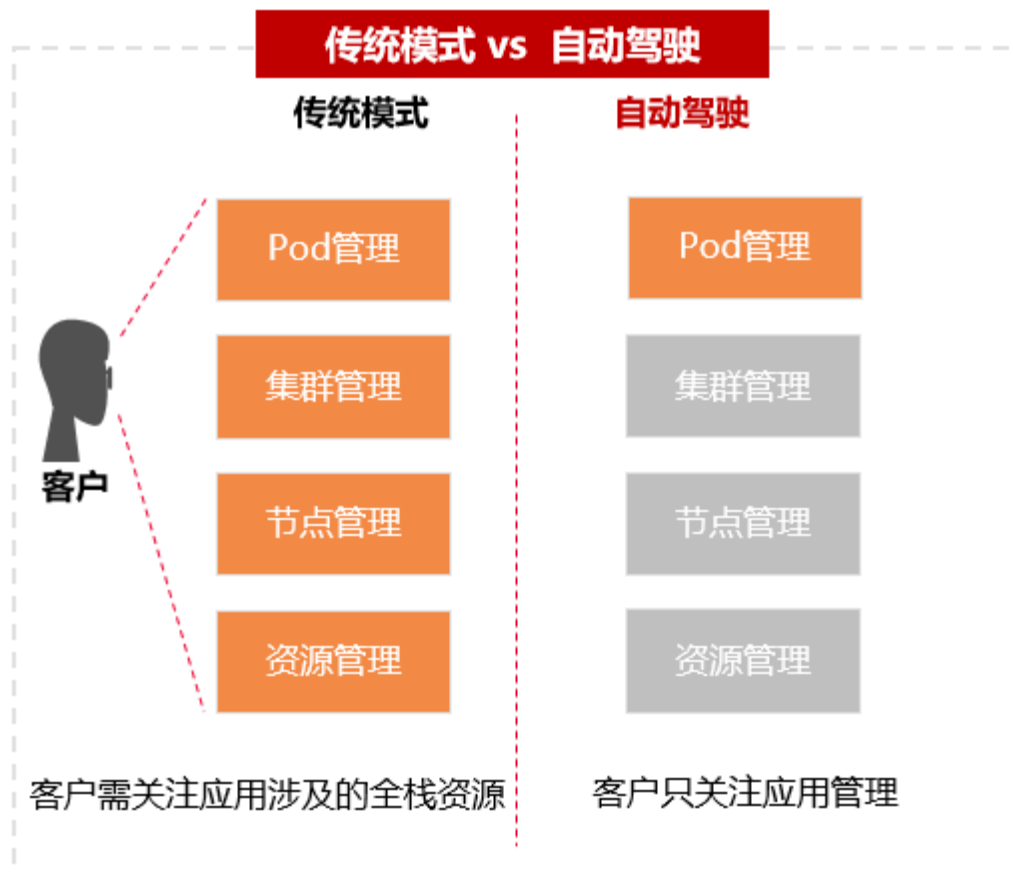 传统模式 vs 自动驾驶
传统模式
Pod管理
集群管理
节点管理
资源管理
客户
客户需关注应用涉及的全栈资源
自动驾驶
Pod管理
集群管理
节点管理
资源管理
客户只关注应用管理